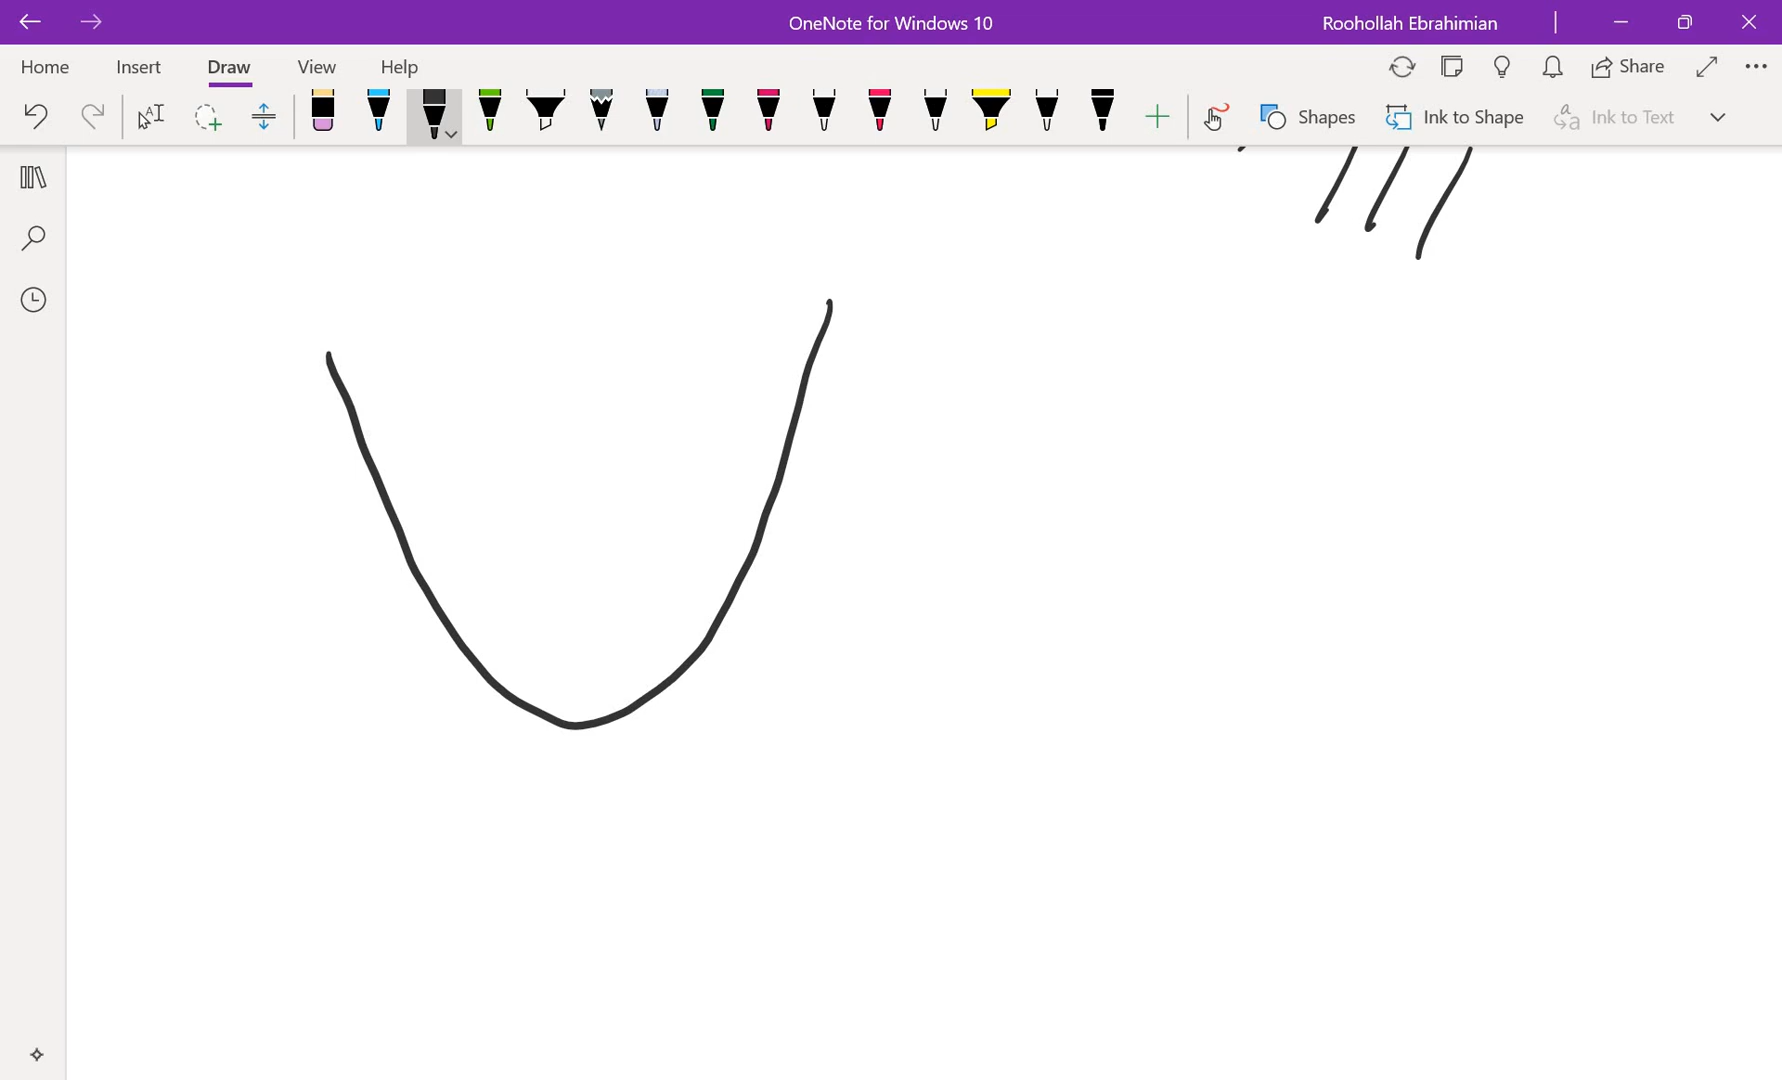 OneNote for Windows 10
Roohollah Ebrahimian
Home Insert Draw View Help
Share
Shapes
Ink to Shape
Ink to Text